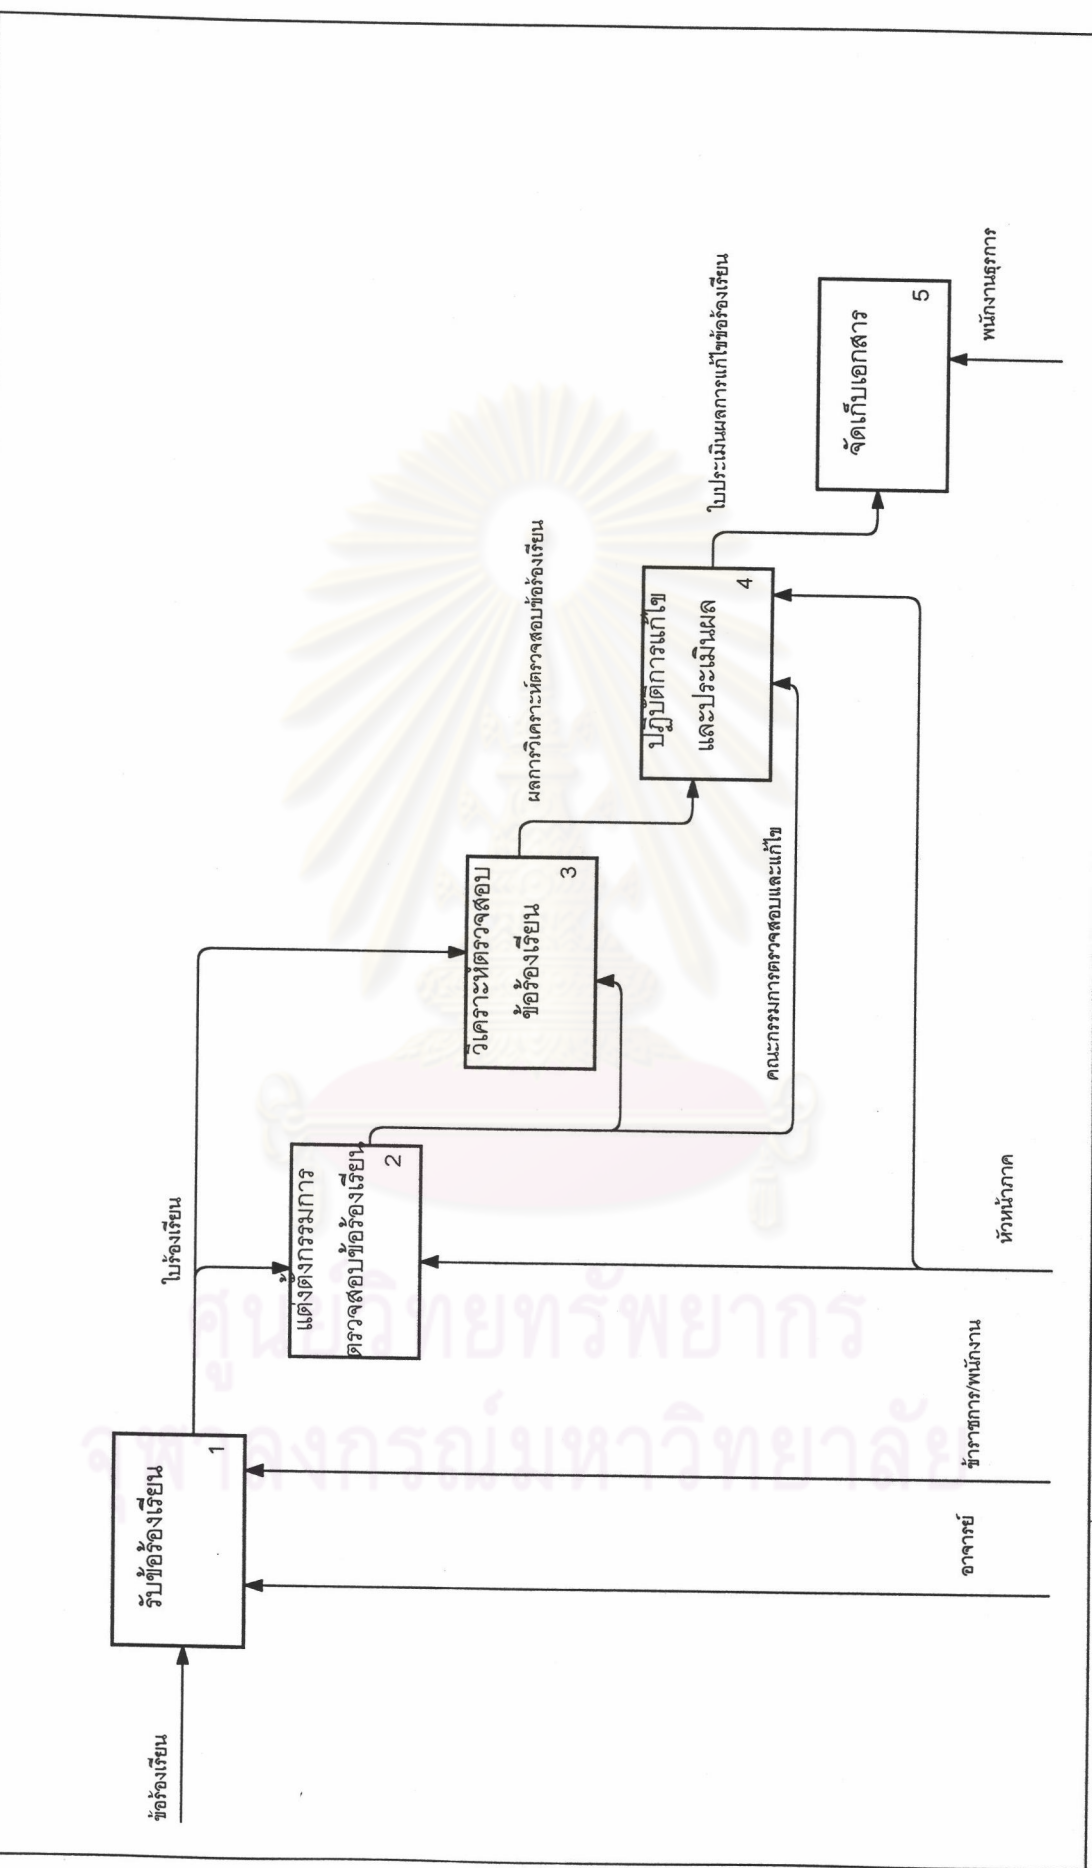 ข้อร้องเรียน
รับข้อร้องเรียน
1
ใบร้องเรียน
แต่งตั้งกรรมการ
ตรวจสอบข้อร้องเรียน
2
วิเคราะห์ตรวจสอบ
ข้อร้องเรียน
3
ผลการวิเคราะห์ตรวจสอบข้อร้องเรียน
ปฏิบัติการแก้ไข
และประเมินผล
4
ใบประเมินผลการแก้ไขข้อร้องเรียน
จัดเก็บเอกสาร
5
คณะกรรมการตรวจสอบและแก้ไข
อาจารย์
ข้าราชการ/พนักงาน
หัวหน้าภาค
พนักงานธุรการ
ศูนย์วิทยทรัพยากร
จุฬาลงกรณ์มหาวิทยาลัย